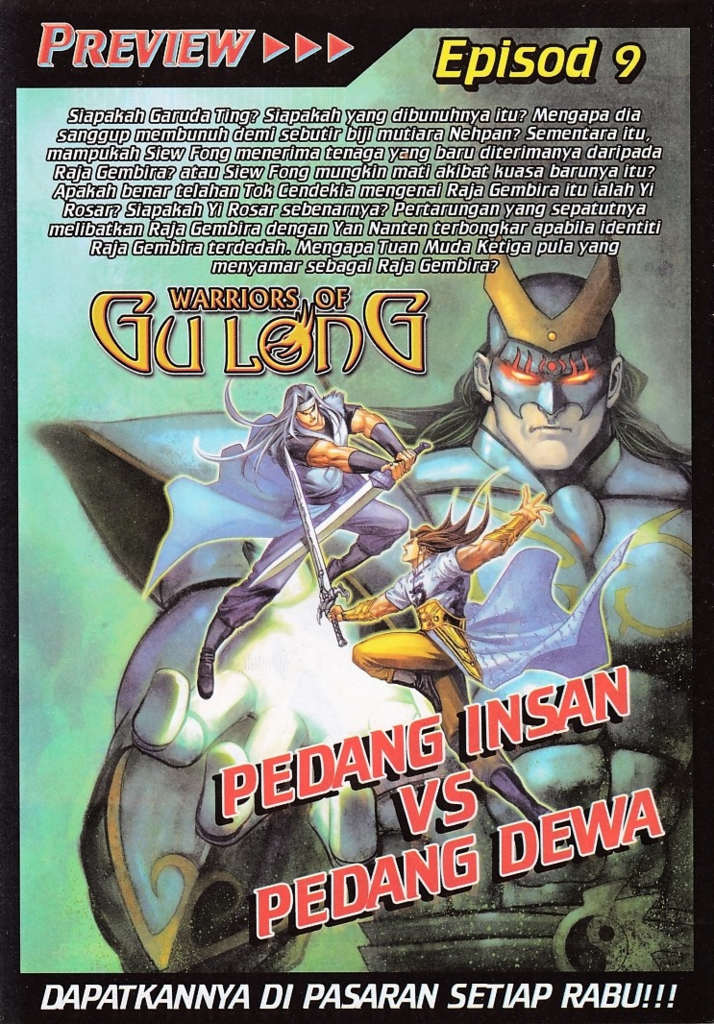 PREVIEW
Episod 9
Siapakah Garuda Ting? Siapakah yang dibunuhnya itu? Mengapa dia
sanggup membunuh demi sebutir biji mutiara Nehpan? Sementara itu,
mampukah Siew Fong menerima tenaga yang baru diterimanya daripada
Raja Gembira? atau Siew Fong mungkin mati akibat kuasa barunya itu?
Apakah benar telahan Tok Cendekia mengenai Raja Gembira itu ialah Yi
Rosar? Siapakah Yi Rosar sebenarnya? Pertarungan yang sepatutnya
melibatkan Raja Gembira dengan Yan Nanten terbongkar apabila identiti
Raja Gembira terdedah. Mengapa Tuan Muda Ketiga pula yang
menyamar sebagai Raja Gembira?
WARRIORS OF
GU LONG
PEDANG INSAN
VS
PEDANG DEWA
DAPATKANNYA DI PASARAN SETIAP RABU!!!